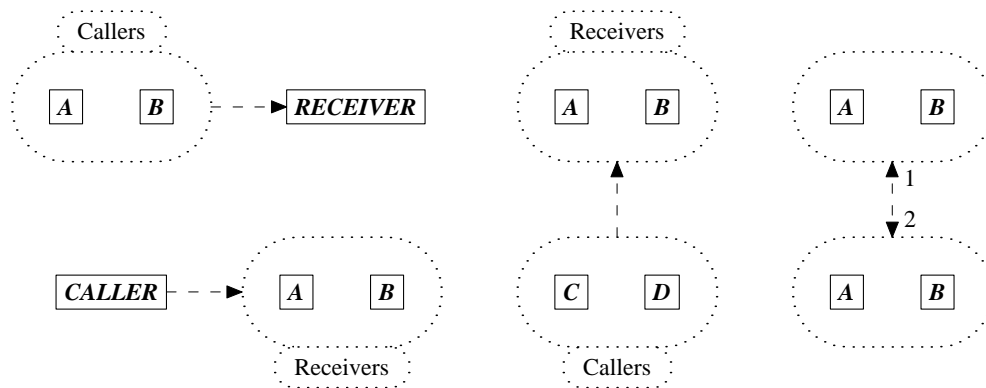 Callers
A B
RECEIVER
CALLER
A B
Receivers
Receivers
A B
C D
Callers
A B
1
2
A B